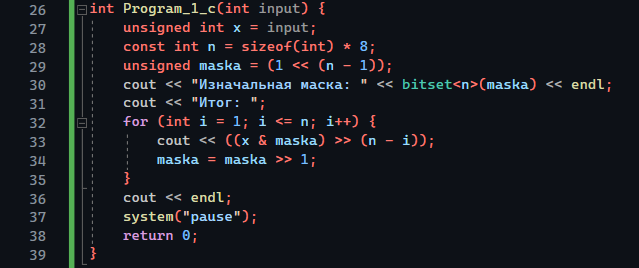 26 int Program_1_c(int input) {
27 unsigned int x = input;
28 const int n = sizeof(int) * 8;
29 unsigned maska = (1 << (n - 1));
30 cout << "Изначальная маска: " << bitset<n>(maska) << endl;
31 cout << "Итог: ";
32 for (int i = 1; i <= n; i++) {
33 cout << ((x & maska) >> (n - i));
34 maska = maska >> 1;
35 }
36 cout << endl;
37 system("pause");
38 return 0;
39 }